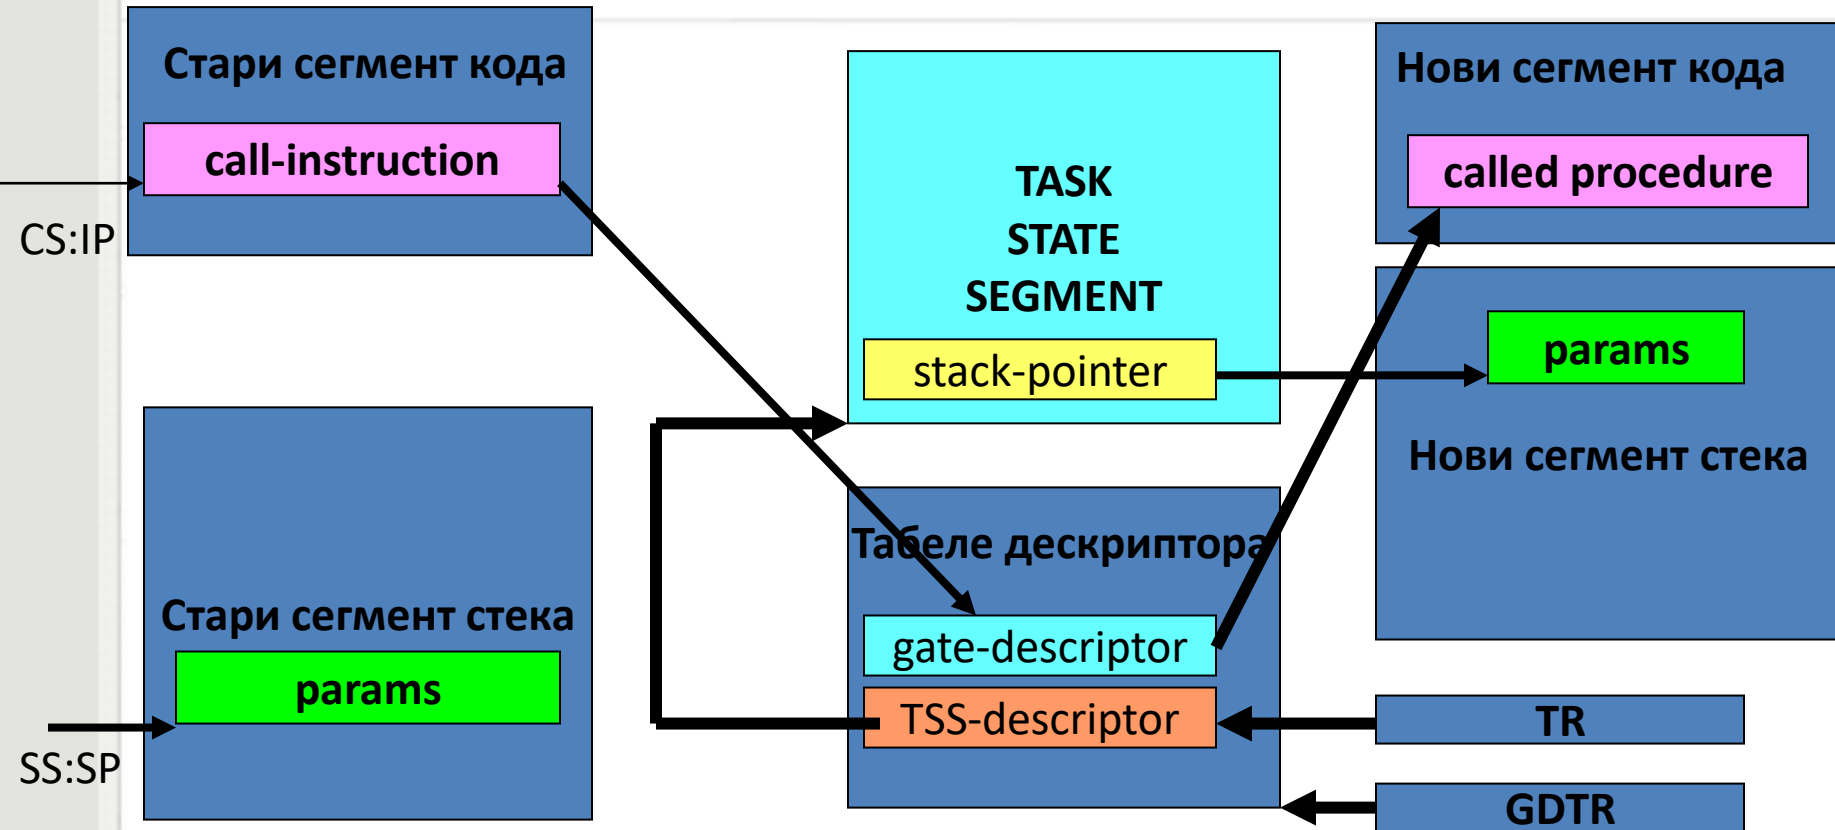 Стари сегмент кода
call-instruction
CS:IP
TASK
STATE
SEGMENT
stack-pointer
Нови сегмент кода
called procedure
params
Нови сегмент стека
Стари сегмент стека
params
SS:SP
Табеле дескриптора
gate-descriptor
TSS-descriptor
TR
GDTR